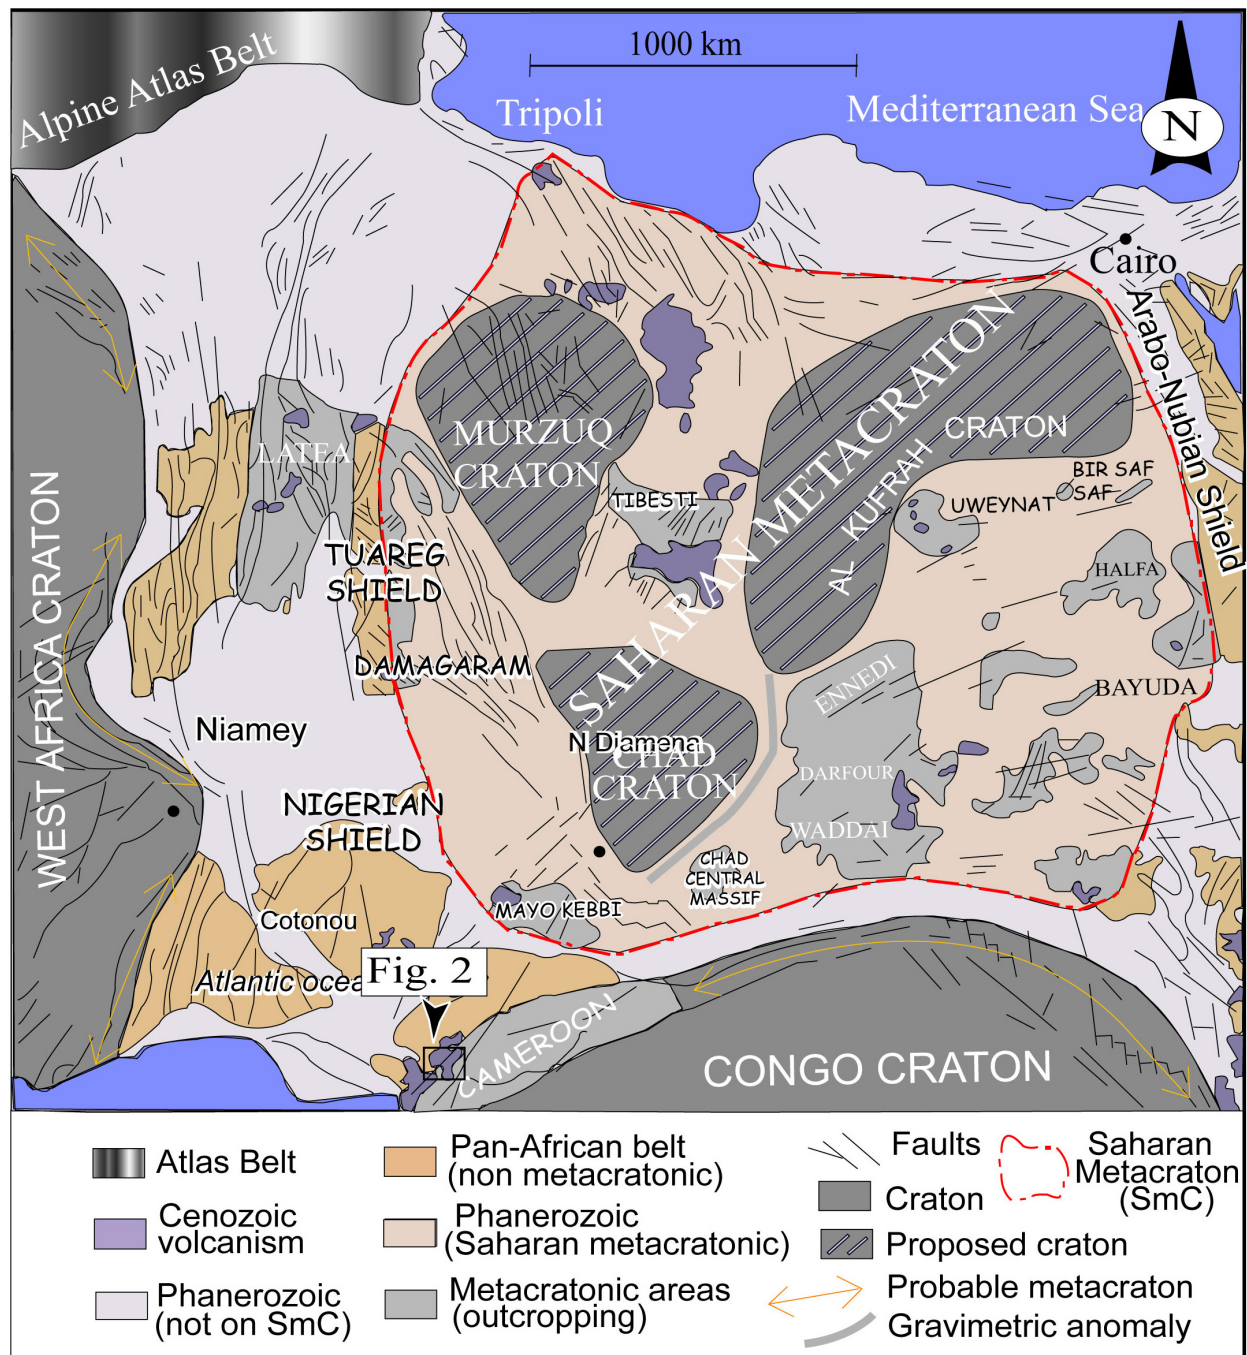 1000 km
Alpine Atlas Belt
Tripoli
Mediterranean Sea
N
Cairo
Arabo-Nubian Shield
WEST AFRICA CRATON
LATEA
MURZUQ
CRATON
SAHARAN METACRATON
CRATON
AL KUFRAH
TIBESTI
UWEYNAT
BIR SAF
SAF
HALFA
TUAREG
SHIELD
DAMAGARAM
ENNEDI
BAYUDA
Niamey
N Djamena
CHAD
CRATON
DARFOUR
WADDAI
NIGERIAN
SHIELD
CHAD
CENTRAL
MASSIF
MAYO KEBBI
Cotonou
Atlantic ocea
Fig. 2
CAMEROON
CONGO CRATON
Atlas Belt
Cenozoic
volcanism
Phanerozoic
(not on SmC)
Pan-African belt
(non metacratonic)
Phanerozoic
(Saharan metacratonic)
Metacratonic areas
(outcropping)
Faults
Craton
Proposed craton
Probable metacraton
Gravimetric anomaly
Saharan
Metacraton
(SmC)